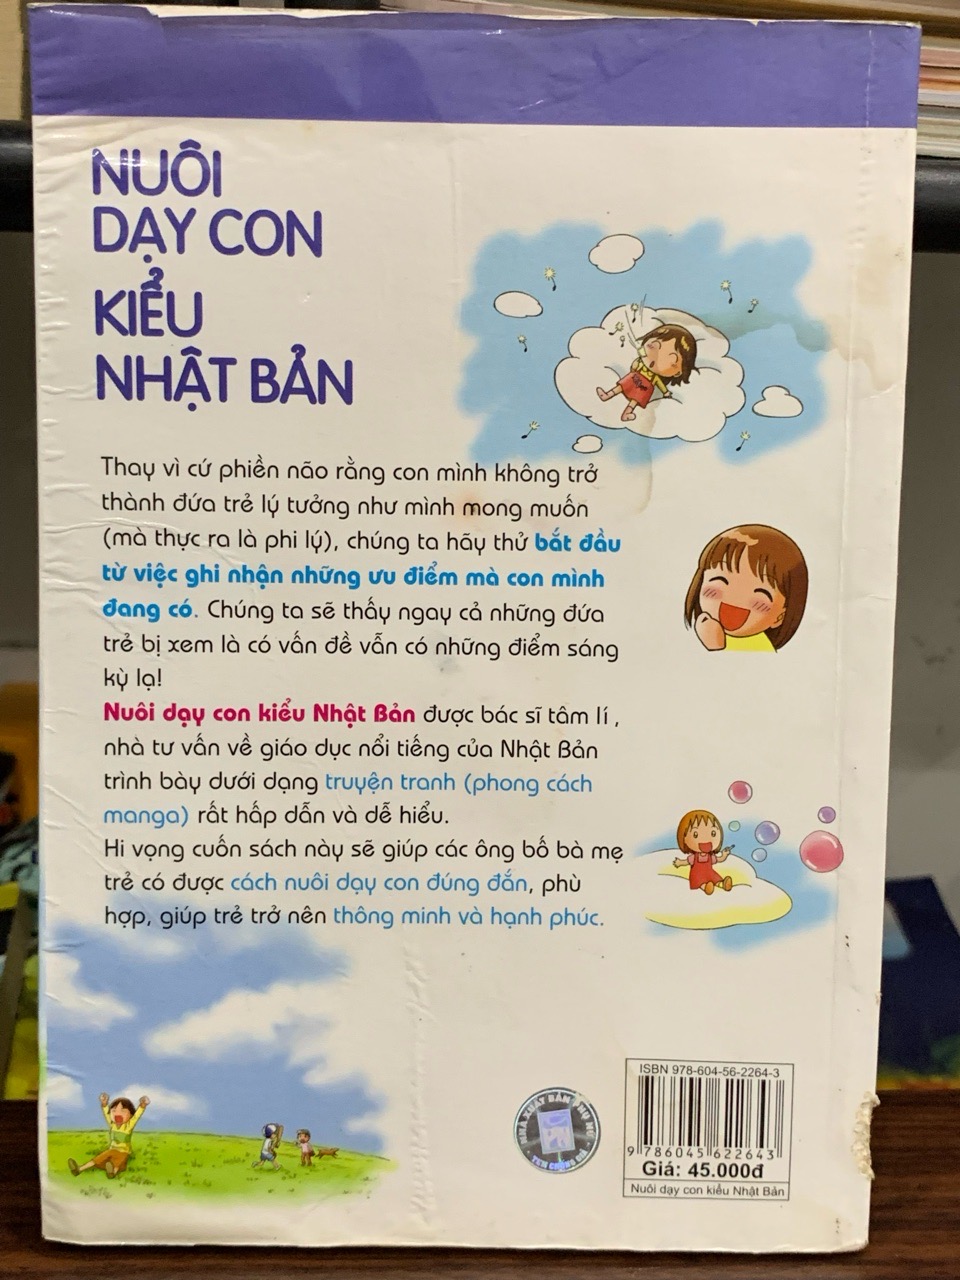 NUÔI
DẠY CON
KIỂU
NHẬT BẢN
Thay vì cứ phiền não rằng con mình không trở
thành đứa trẻ lý tưởng như mình mong muốn
(mà thực ra là phi lý), chúng ta hãy thử bắt đầu
từ việc ghi nhận những ưu điểm mà con mình
đang có. Chúng ta sẽ thấy ngay cả những đứa
trẻ bị xem là có vấn đề vẫn có những điểm sáng
kỳ lạ!
Nuôi dạy con kiểu Nhật Bản được bác sĩ tâm lí ,
nhà tư vấn về giáo dục nổi tiếng của Nhật Bản
trình bày dưới dạng truyện tranh (phong cách
manga) rất hấp dẫn và dễ hiểu.
Hi vọng cuốn sách này sẽ giúp các ông bố bà mẹ
trẻ có được cách nuôi dạy con đúng đắn, phù
hợp, giúp trẻ trở nên thông minh và hạnh phúc.
NHÀ XUẤT BẢN PHỤ NỮ
TEM CHỐNG GIẢ
ISBN 978-604-56-2264-3
9 786045 622643
Giá: 45.000đ
Nuôi dạy con kiểu Nhật Bản